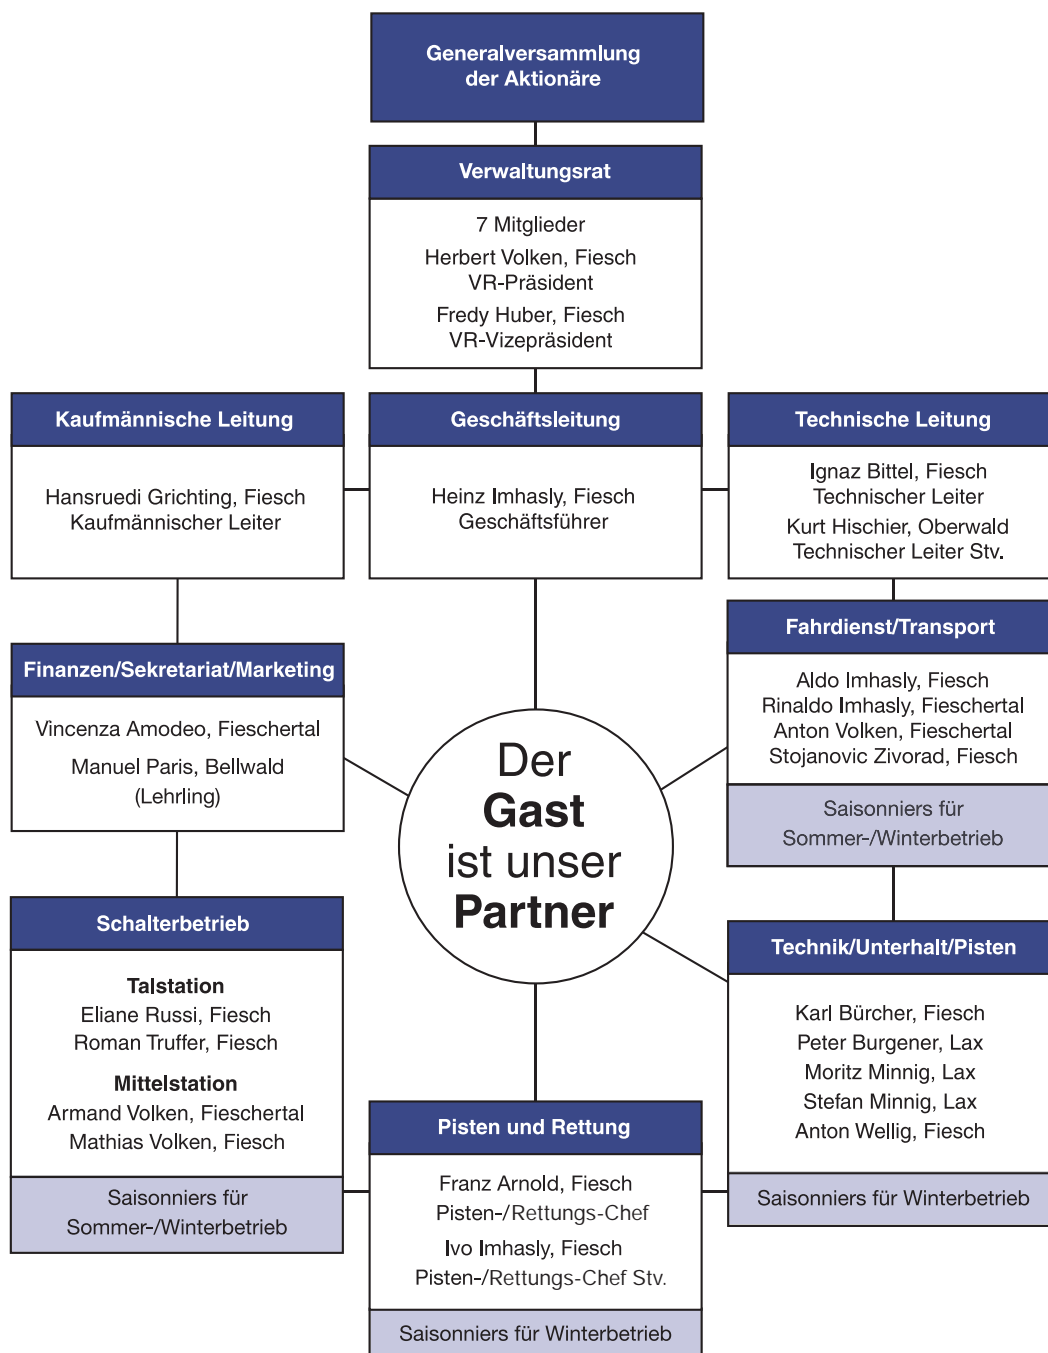 Generalversammlung
der Aktionäre
Verwaltungsrat
7 Mitglieder
Herbert Volken, Fiesch
VR-Präsident
Fredy Huber, Fiesch
VR-Vizepräsident
Kaufmännische Leitung
Hansruedi Grichting, Fiesch
Kaufmännischer Leiter
Geschäftsleitung
Heinz Imhasly, Fiesch
Geschäftsführer
Technische Leitung
Ignaz Bittel, Fiesch
Technischer Leiter
Kurt Hischier, Oberwald
Technischer Leiter Stv.
Finanzen/Sekretariat/Marketing
Vincenza Amodeo, Fieschertal
Manuel Paris, Bellwald
(Lehrling)
Fahrdienst/Transport
Aldo Imhasly, Fiesch
Rinaldo Imhasly, Fieschertal
Anton Volken, Fieschertal
Stojanovic Zivorad, Fiesch
Saisonniers für
Sommer-/Winterbetrieb
Der
Gast
ist unser
Partner
Schalterbetrieb
Talstation
Eliane Russi, Fiesch
Roman Truffer, Fiesch
Mittelstation
Armand Volken, Fieschertal
Mathias Volken, Fiesch
Saisonniers für
Sommer-/Winterbetrieb
Technik/Unterhalt/Pisten
Karl Bürcher, Fiesch
Peter Burgener, Lax
Moritz Minnig, Lax
Stefan Minnig, Lax
Anton Wellig, Fiesch
Saisonniers für Winterbetrieb
Pisten und Rettung
Franz Arnold, Fiesch
Pisten-/Rettungs-Chef
Ivo Imhasly, Fiesch
Pisten-/Rettungs-Chef Stv.
Saisonniers für Winterbetrieb